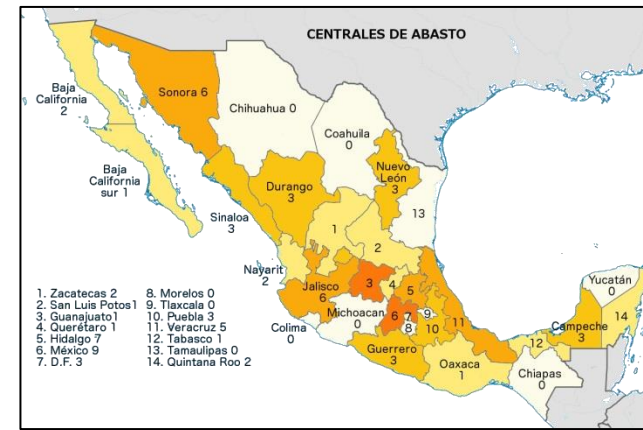 CENTRALES DE ABASTO
Baja
California
2
Sonora 6
Chihuahua 0
Coahuila
0
Nuevo
León
3
Baja
California
sur 1
Durango
3
Sinaloa
3
13
1
2
Nayarit
2
Yucatán
0
Jalisco
6
3
4
5
Michoacan
0
6
7
8
9
10
11
Colima
0
Campeche
3
14
12
Guerrero
3
Oaxaca
1
Chiapas
0
1. Zacatecas 2
2. San Luis Potos1
3. Guanajuato1
4. Querétaro 1
5. Hidalgo 7
6. México 9
7. D.F. 3
8. Morelos 0
9. Tlaxcala 0
10. Puebla 3
11. Veracruz 5
12. Tabasco 1
13. Tamaulipas 0
14. Quintana Roo 2